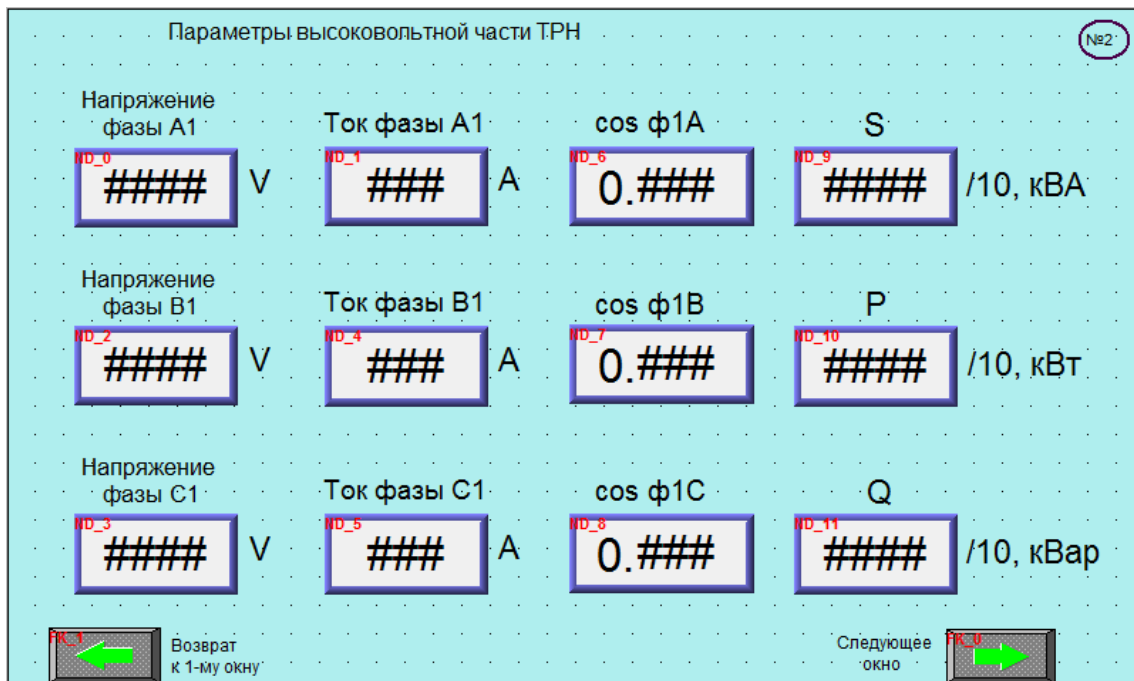 Параметры высоковольтной части ТРН
№2
Напряжение
фазы А1
Ток фазы А1
cos ф1А
S
ND_0
####
V
ND_1
###
A
ND_6
0.###
ND_9
####
/10, кВА
Напряжение
фазы В1
Ток фазы В1
cos ф1В
P
ND_2
####
V
ND_4
###
A
ND_7
0.###
ND_10
####
/10, кВт
Напряжение
фазы С1
Ток фазы С1
cos ф1С
Q
ND_3
####
V
ND_5
###
A
ND_8
0.###
ND_11
####
/10, кВар
FK_1
Возврат
к 1-му окну
Следующее
окно
FK_0